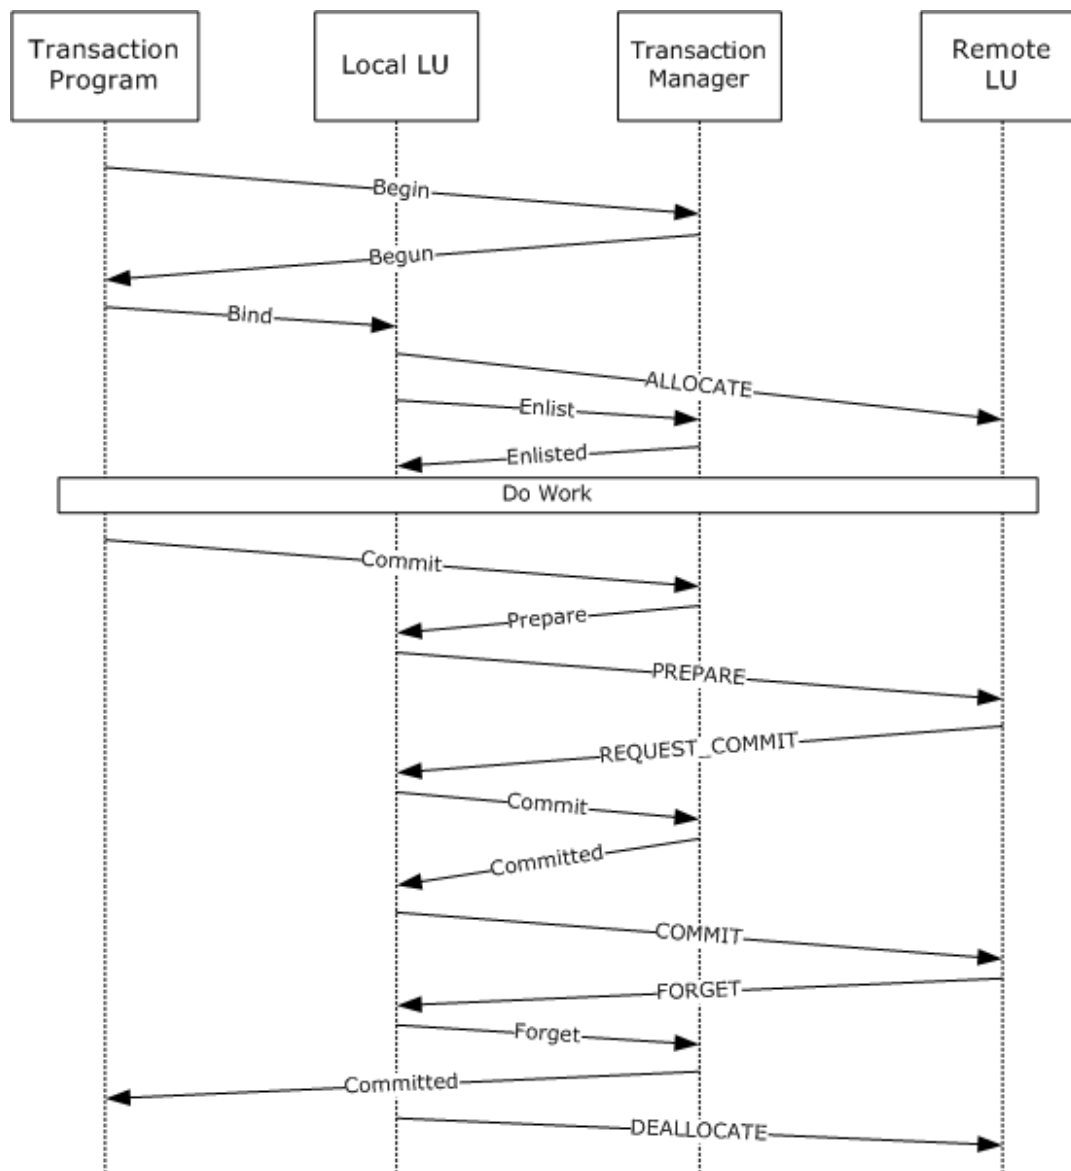 Transaction
Program
Local LU
Transaction
Manager
Remote
LU
Begin
Begun
Bind
ALLOCATE
Enlist
Enlisted
Do Work
Commit
Prepare
PREPARE
REQUEST_COMMIT
Commit
Committed
COMMIT
FORGET
Forget
Committed
DEALLOCATE